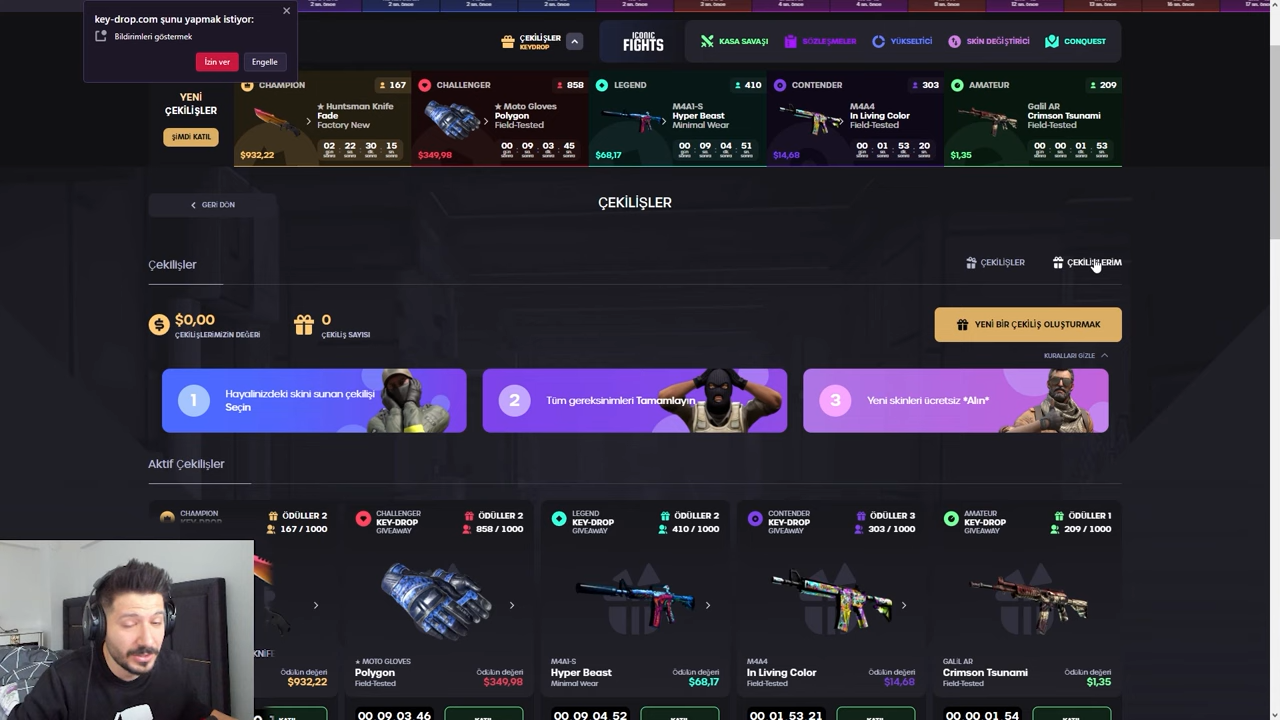 key-drop.com şunu yapmak istiyor:
Bildirimleri göstermek
İzin ver
Engelle
ÇEKİLİŞLER
KEYDROP
ICONIC
FIGHTS
KASA SAVAŞI
SÖZLEŞMELER
YÜKSELTİCİ
SKIN DEĞİŞTİRİCİ
CONQUEST
YENİ
ÇEKİLİŞLER
ŞİMDİ KATIL
CHAMPION
167
★ Huntsman Knife
Fade
Factory New
$932,22
02 : 22 : 30 : 15
CHALLENGER
858
★ Moto Gloves
Polygon
Field-Tested
$349,98
00 : 09 : 03 : 45
LEGEND
410
M4A1-S
Hyper Beast
Minimal Wear
$68,17
00 : 09 : 04 : 51
CONTENDER
303
M4A4
In Living Color
Field-Tested
$14,68
00 : 01 : 53 : 20
AMATEUR
209
Galil AR
Crimson Tsunami
Field-Tested
$1,35
00 : 00 : 01 : 53
GERİ DÖN
ÇEKİLİŞLER
Çekilişler
ÇEKİLİŞLER
ÇEKİLİŞLERİM
$0,00
ÇEKİLİŞLERİMİZİN DEĞERİ
0
ÇEKİLİŞ SAYISI
YENİ BİR ÇEKİLİŞ OLUŞTURMAK
KURALLARI GİZLE
1
Hayalinizdeki skini sunan çekilişi
Seçin
2
Tüm gereksinimleri Tamamlayın
3
Yeni skinleri ücretsiz *Alın*
Aktif Çekilişler
CHAMPION
KEY-DROP
ÖDÜLLER 2
167 / 1000
CHALLENGER
KEY-DROP
GIVEAWAY
ÖDÜLLER 2
858 / 1000
LEGEND
KEY-DROP
GIVEAWAY
ÖDÜLLER 2
410 / 1000
CONTENDER
KEY-DROP
GIVEAWAY
ÖDÜLLER 3
303 / 1000
AMATEUR
KEY-DROP
GIVEAWAY
ÖDÜLLER 1
209 / 1000
KNIFE
Ödülün değeri
$932,22
★ MOTO GLOVES
Polygon
Field-Tested
Ödülün değeri
$349,98
00 09 03 46
M4A1-S
Hyper Beast
Minimal Wear
Ödülün değeri
$68,17
00 09 04 52
M4A4
In Living Color
Field-Tested
Ödülün değeri
$14,68
00 01 53 21
GALIL AR
Crimson Tsunami
Field-Tested
Ödülün değeri
$1,35
00 00 01 54